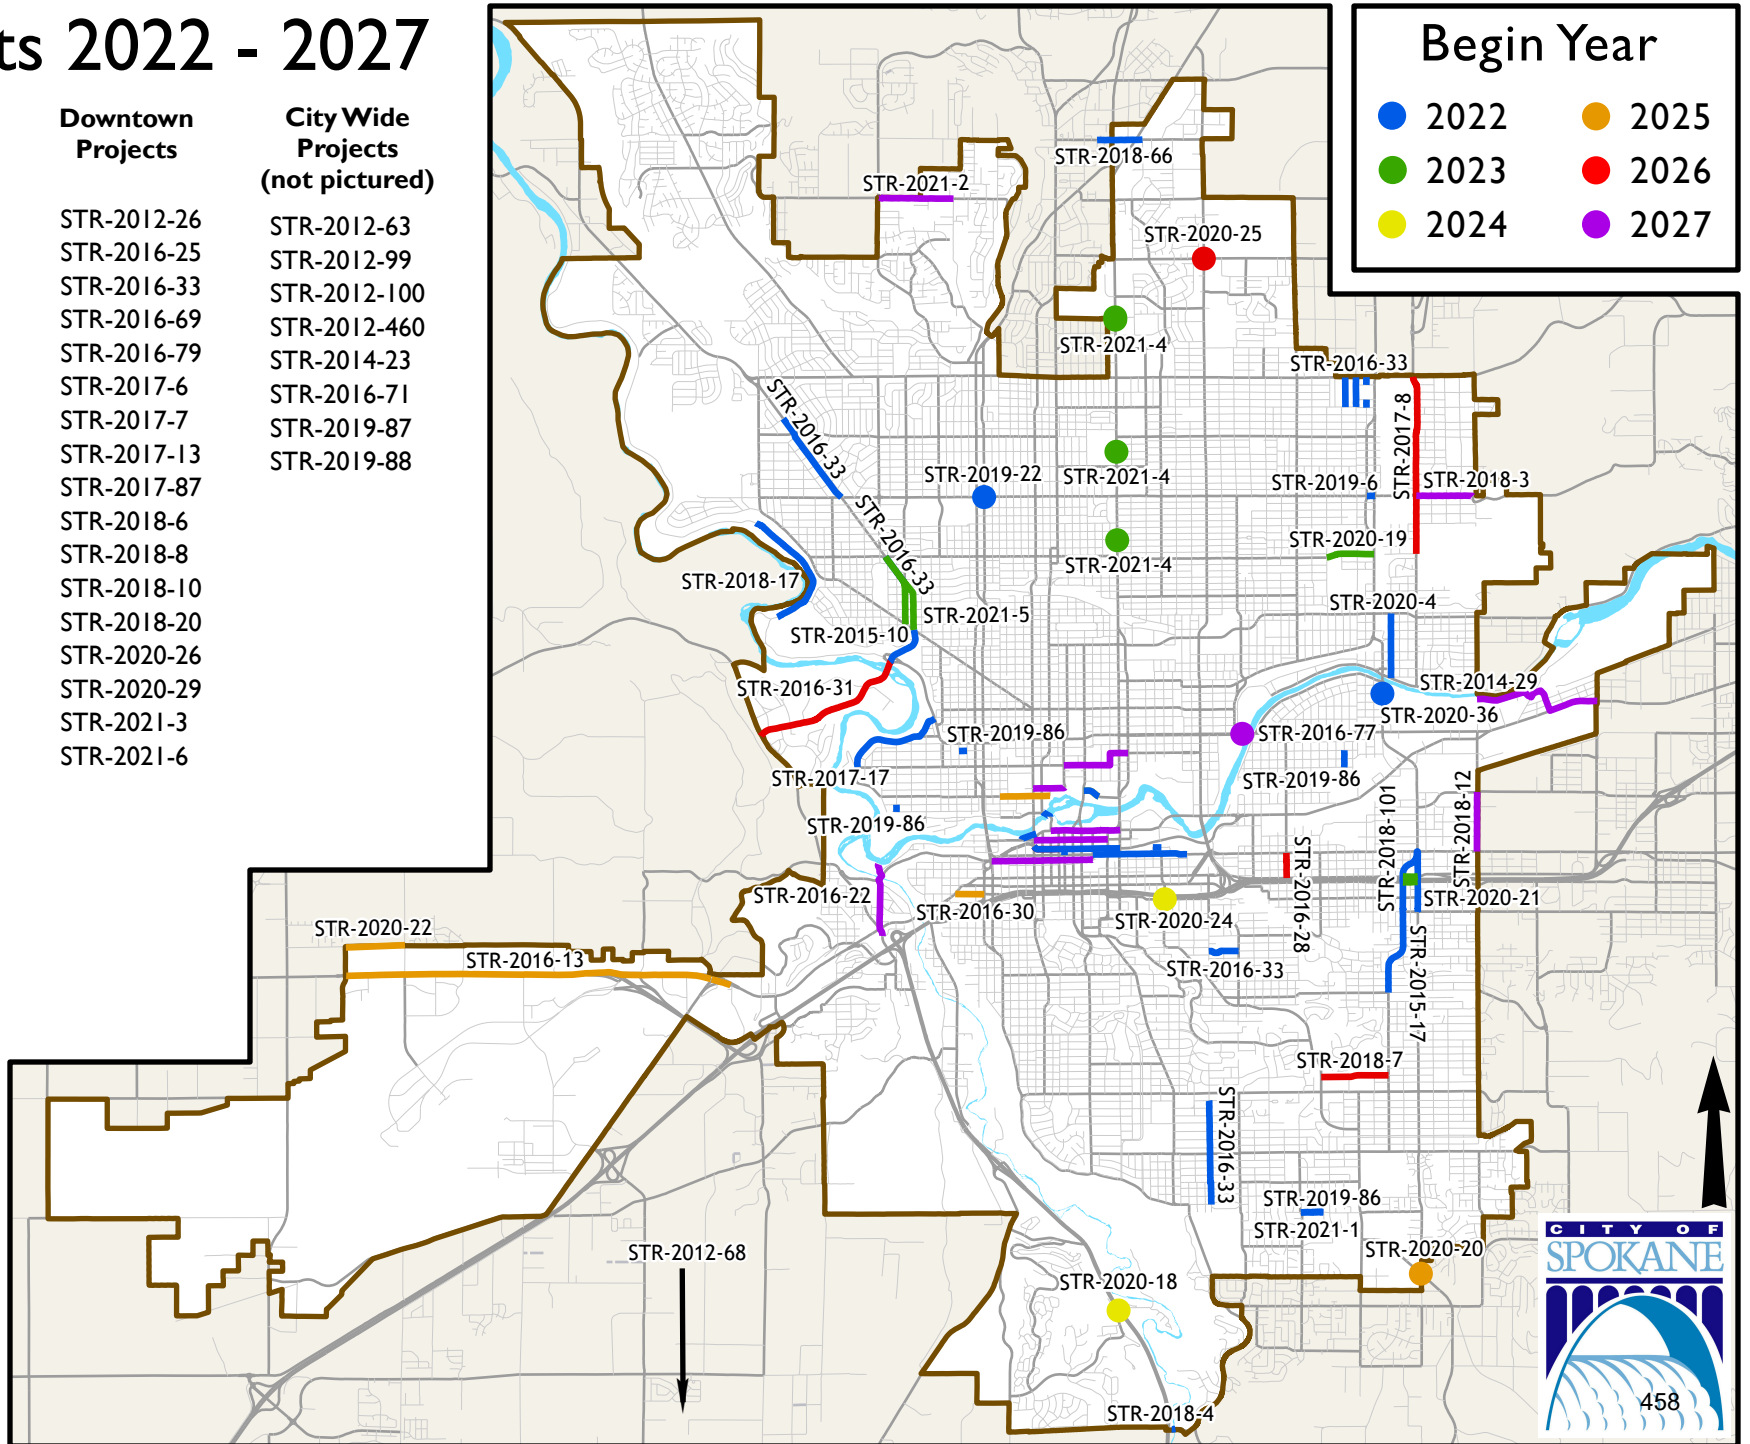 ts 2022 - 2027
Downtown
Projects
STR-2012-26
STR-2016-25
STR-2016-33
STR-2016-69
STR-2016-79
STR-2017-6
STR-2017-7
STR-2017-13
STR-2017-87
STR-2018-6
STR-2018-8
STR-2018-10
STR-2018-20
STR-2020-26
STR-2020-29
STR-2021-3
STR-2021-6
City Wide
Projects
(not pictured)
STR-2012-63
STR-2012-99
STR-2012-100
STR-2012-460
STR-2014-23
STR-2016-71
STR-2019-87
STR-2019-88
Begin Year
2022
2023
2024
2025
2026
2027
STR-2018-66
STR-2021-2
STR-2020-25
STR-2021-4
STR-2016-33
STR-2016-33
STR-2017-8
STR-2019-22
STR-2021-4
STR-2019-6
STR-2018-3
STR-2016-33
STR-2020-19
STR-2021-4
STR-2018-17
STR-2020-4
STR-2021-5
STR-2015-10
STR-2016-31
STR-2014-29
STR-2020-36
STR-2019-86
STR-2016-77
STR-2017-17
STR-2019-86
STR-2018-12
STR-2018-101
STR-2019-86
STR-2016-28
STR-2016-22
STR-2016-30
STR-2020-24
STR-2020-21
STR-2020-22
STR-2016-13
STR-2016-33
STR-2015-17
STR-2018-7
STR-2016-33
STR-2019-86
STR-2021-1
STR-2020-20
STR-2012-68
STR-2020-18
STR-2018-4
CITY OF
SPOKANE
458